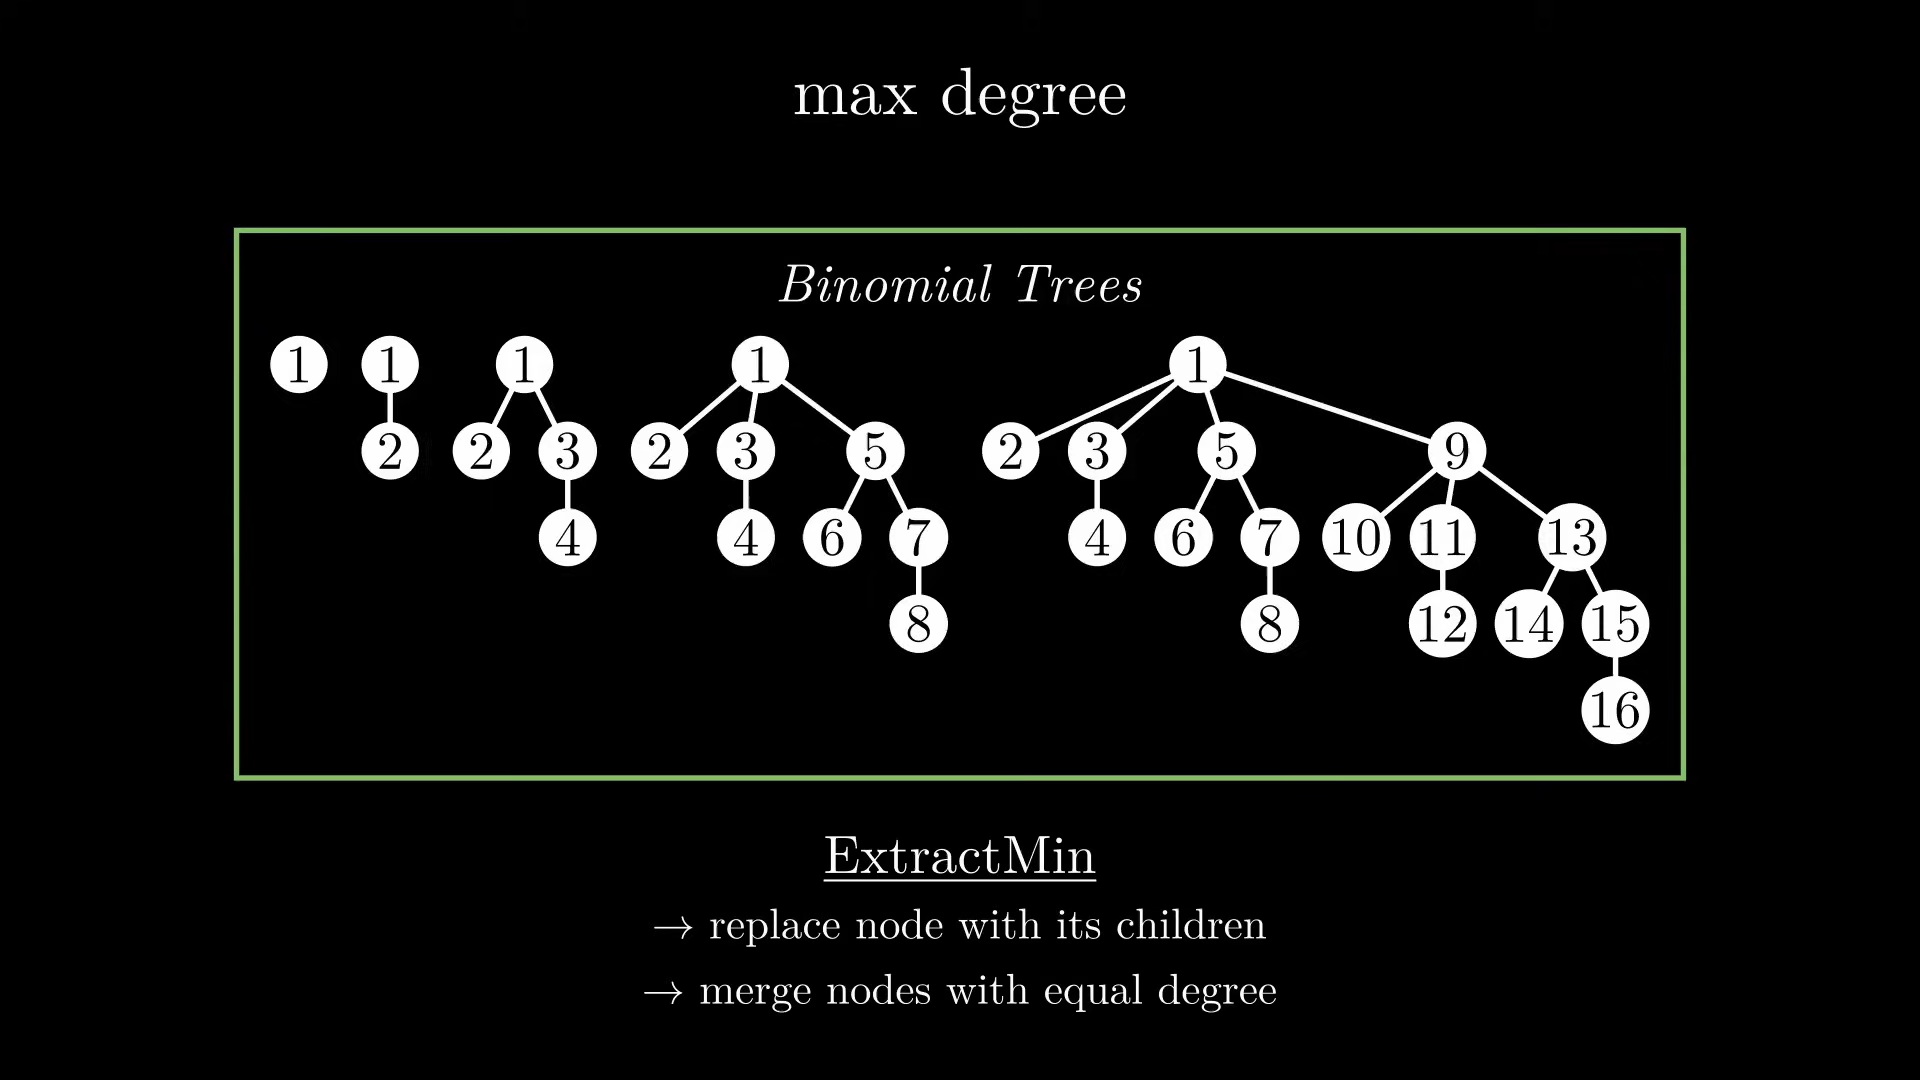 max degree
Binomial Trees
1 1 1 1 1
2 2 3 2 3 5 2 3 5 9
4 4 6 7 4 6 7 10 11 13
8 8 12 14 15
16
ExtractMin
→ replace node with its children
→ merge nodes with equal degree